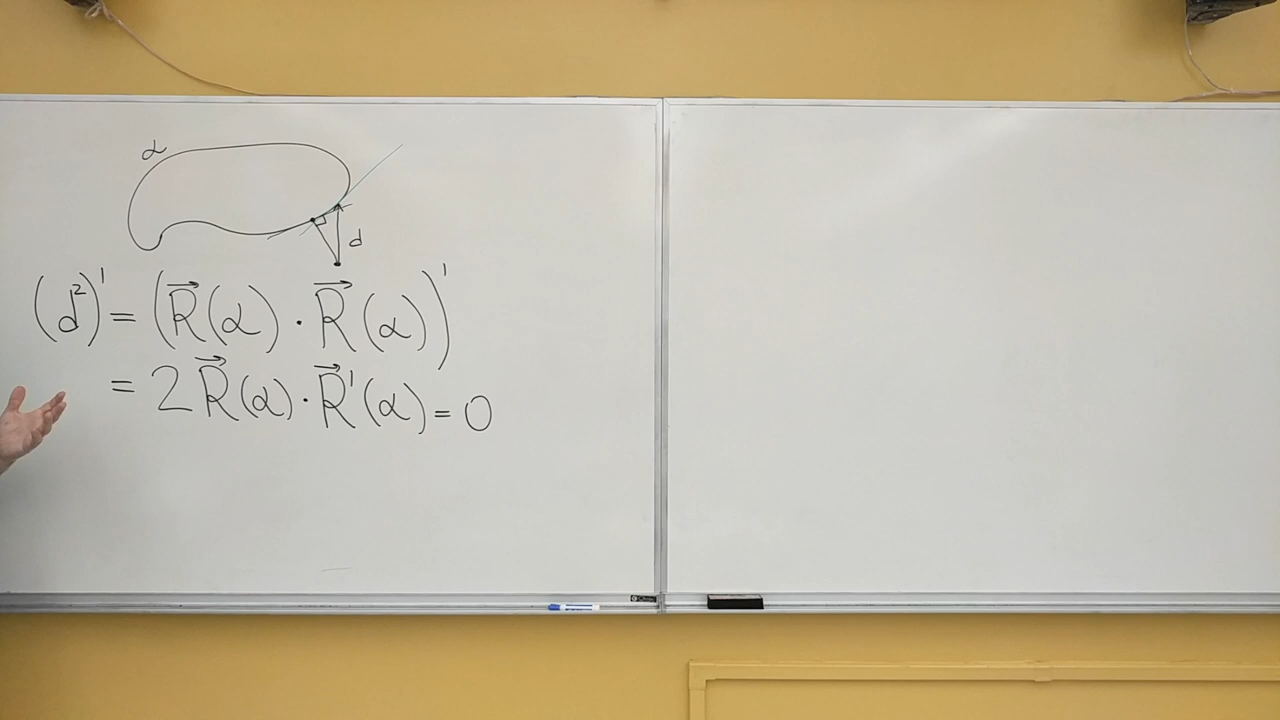 α
d
(d²)' = (R⃗(α) · R⃗(α))'
= 2R⃗(α) · R⃗'(α) = 0